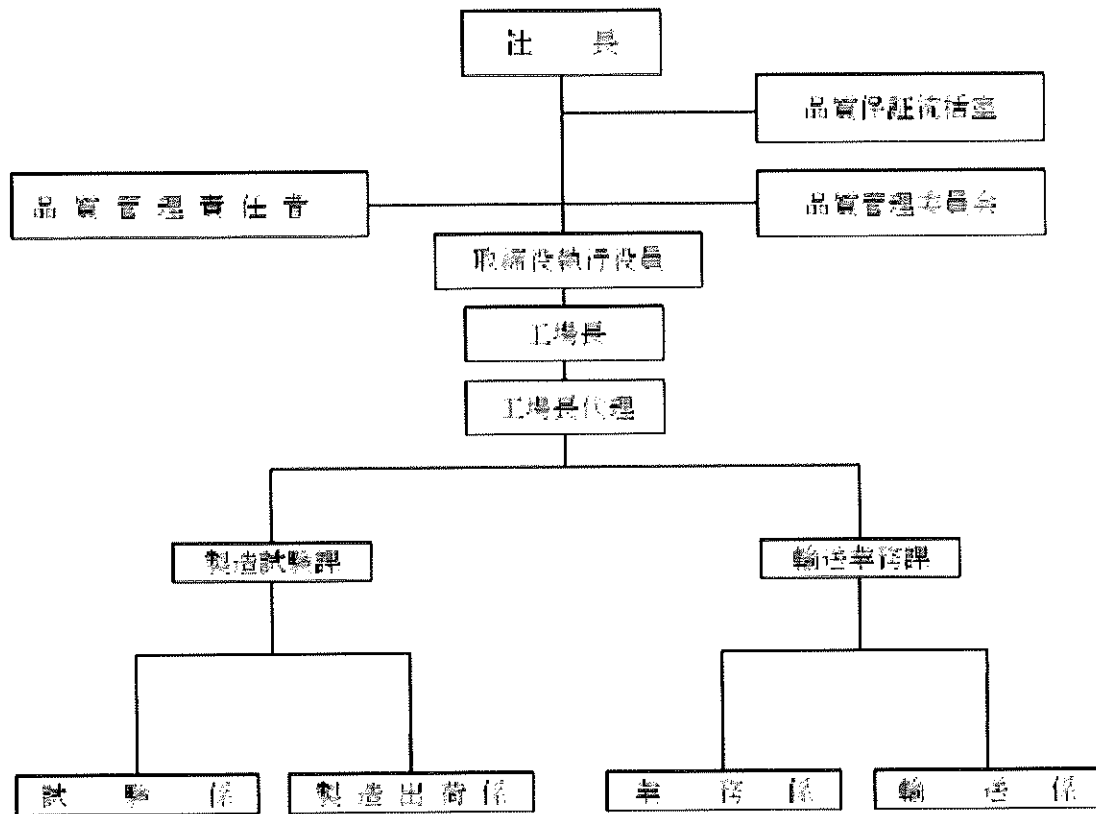 社長
品質保証統括室
品質管理責任者
品質管理委員会
取締役執行役員
工場長
工場長代理
製造試験課
輸送業務課
試験係
製造出荷係
業務係
輸送係